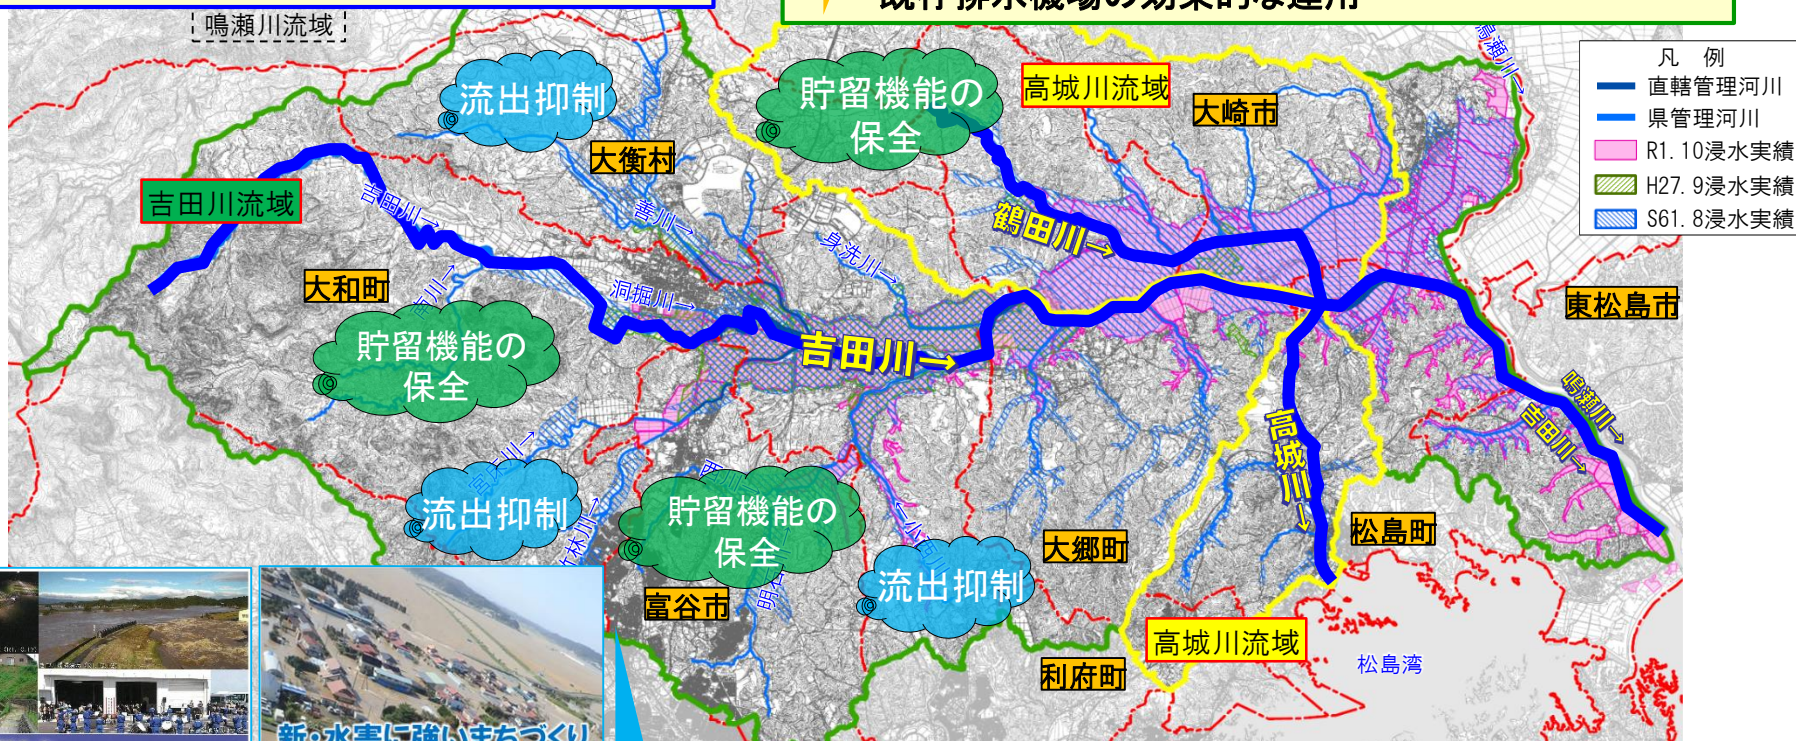 既存排水機場の効果的な運用
鳴瀬川流域
鳴瀬川→
凡 例
直轄管理河川
県管理河川
R1.10浸水実績
H27.9浸水実績
S61.8浸水実績
流出抑制
貯留機能の
保全
高城川流域
大崎市
大衡村
吉田川流域
吉田川→
善川→
鶴田川→
身洗川→
大和町
南川→
洞堀川→
東松島市
貯留機能の
保全
吉田川→
鳴瀬川→
吉田川→
高城川→
流出抑制
竹林川→
貯留機能の
保全
流出抑制
大郷町
松島町
富谷市
高城川流域
利府町
松島湾
新・水害に強いまちづくり